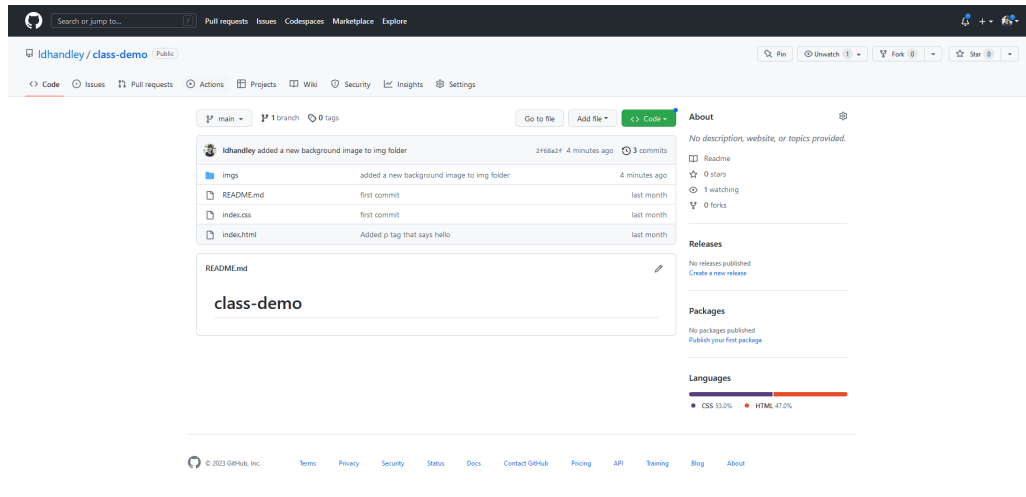 Search or jump to... /
Pull requests Issues Codespaces Marketplace Explore
ldhandley / class-demo Public
Pin Unwatch 1 Fork 0 Star 0
Code Issues Pull requests Actions Projects Wiki Security Insights Settings
main 1 branch 0 tags Go to file Add file Code
ldhandley added a new background image to img folder 2f68a2f 4 minutes ago 3 commits
imgs added a new background image to img folder 4 minutes ago
README.md first commit last month
index.css first commit last month
index.html Added p tag that says hello last month
README.md
class-demo
About
No description, website, or topics provided.
Readme
0 stars
1 watching
0 forks
Releases
No releases published
Create a new release
Packages
No packages published
Publish your first package
Languages
CSS 53.0% HTML 47.0%
© 2023 GitHub, Inc. Terms Privacy Security Status Docs Contact GitHub Pricing API Training Blog About